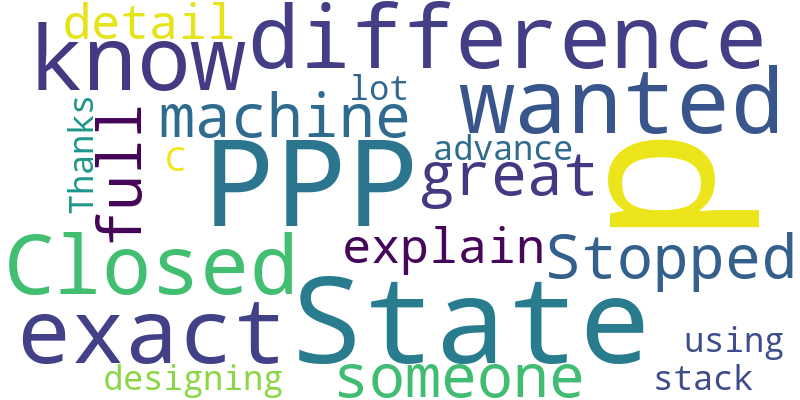 detail
difference
know
lot
wanted
machine
Thanks
full
c
PPP
advance
great
p
Closed
explain
Stopped
exact
State
using
designing
someone
stack